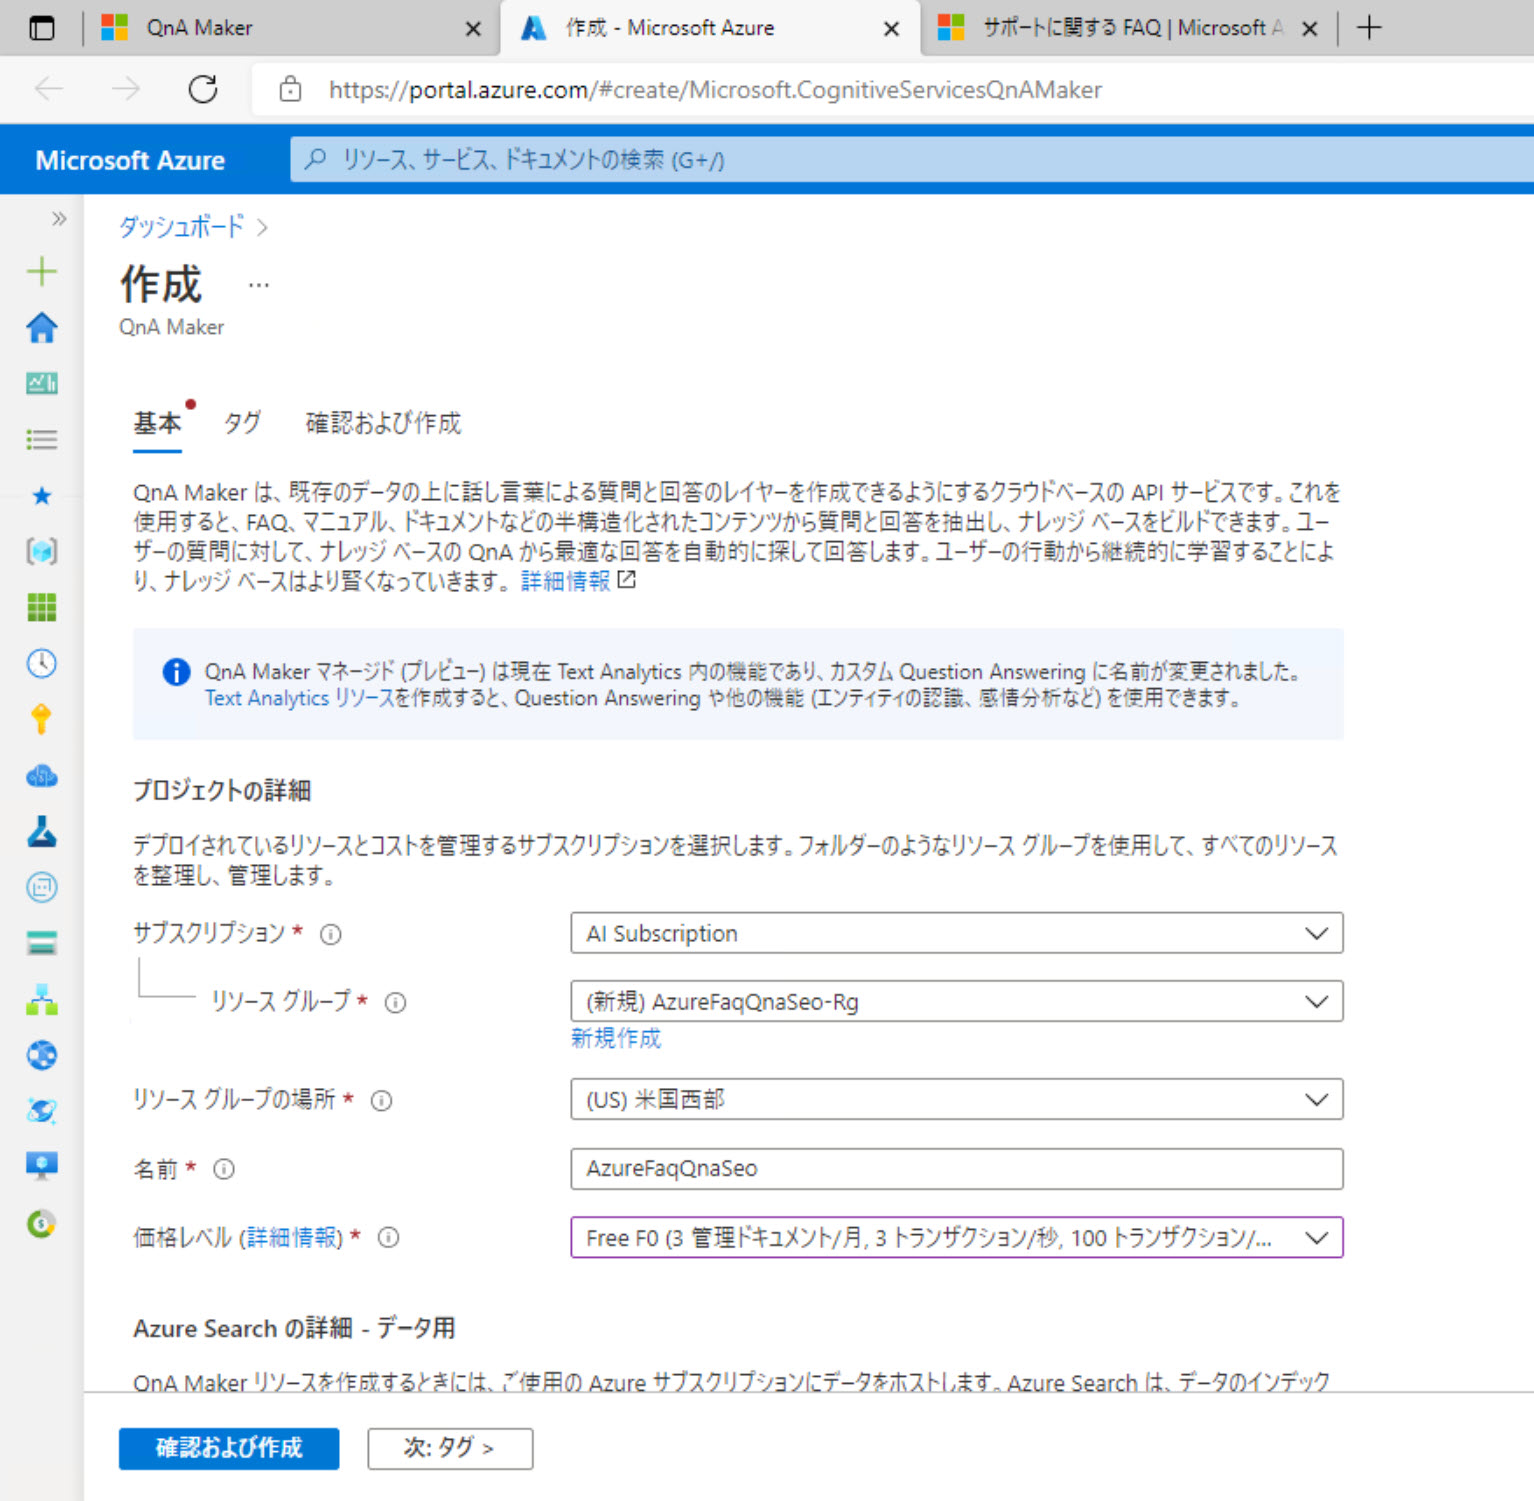 QnA Maker
作成 - Microsoft Azure
サポートに関する FAQ | Microsoft A
https://portal.azure.com/#create/Microsoft.CognitiveServicesQnAMaker
Microsoft Azure
リソース、サービス、ドキュメントの検索 (G+/)
ダッシュボード >
作成 ...
QnA Maker
基本 タグ 確認および作成
QnA Maker は、既存のデータの上に話し言葉による質問と回答のレイヤーを作成できるようにするクラウドベースの API サービスです。これを
使用すると、FAQ、マニュアル、ドキュメントなどの半構造化されたコンテンツから質問と回答を抽出し、ナレッジ ベースをビルドできます。ユー
ザーの質問に対して、ナレッジ ベースの QnA から最適な回答を自動的に探して回答します。ユーザーの行動から継続的に学習することによ
り、ナレッジ ベースはより賢くなっていきます。 詳細情報
QnA Maker マネージド (プレビュー) は現在 Text Analytics 内の機能であり、カスタム Question Answering に名前が変更されました。
Text Analytics リソースを作成すると、Question Answering や他の機能 (エンティティの認識、感情分析など) を使用できます。
プロジェクトの詳細
デプロイされているリソースとコストを管理するサブスクリプションを選択します。フォルダーのようなリソース グループを使用して、すべてのリソース
を整理し、管理します。
サブスクリプション * AI Subscription
リソース グループ * (新規) AzureFaqQnaSeo-Rg
新規作成
リソース グループの場所 * (US) 米国西部
名前 * AzureFaqQnaSeo
価格レベル (詳細情報) * Free F0 (3 管理ドキュメント/月, 3 トランザクション/秒, 100 トランザクション/...
Azure Search の詳細 - データ用
QnA Maker リソースを作成するときには、ご使用の Azure サブスクリプションにデータをホストします。Azure Search は、データのインデック
確認および作成 次: タグ >